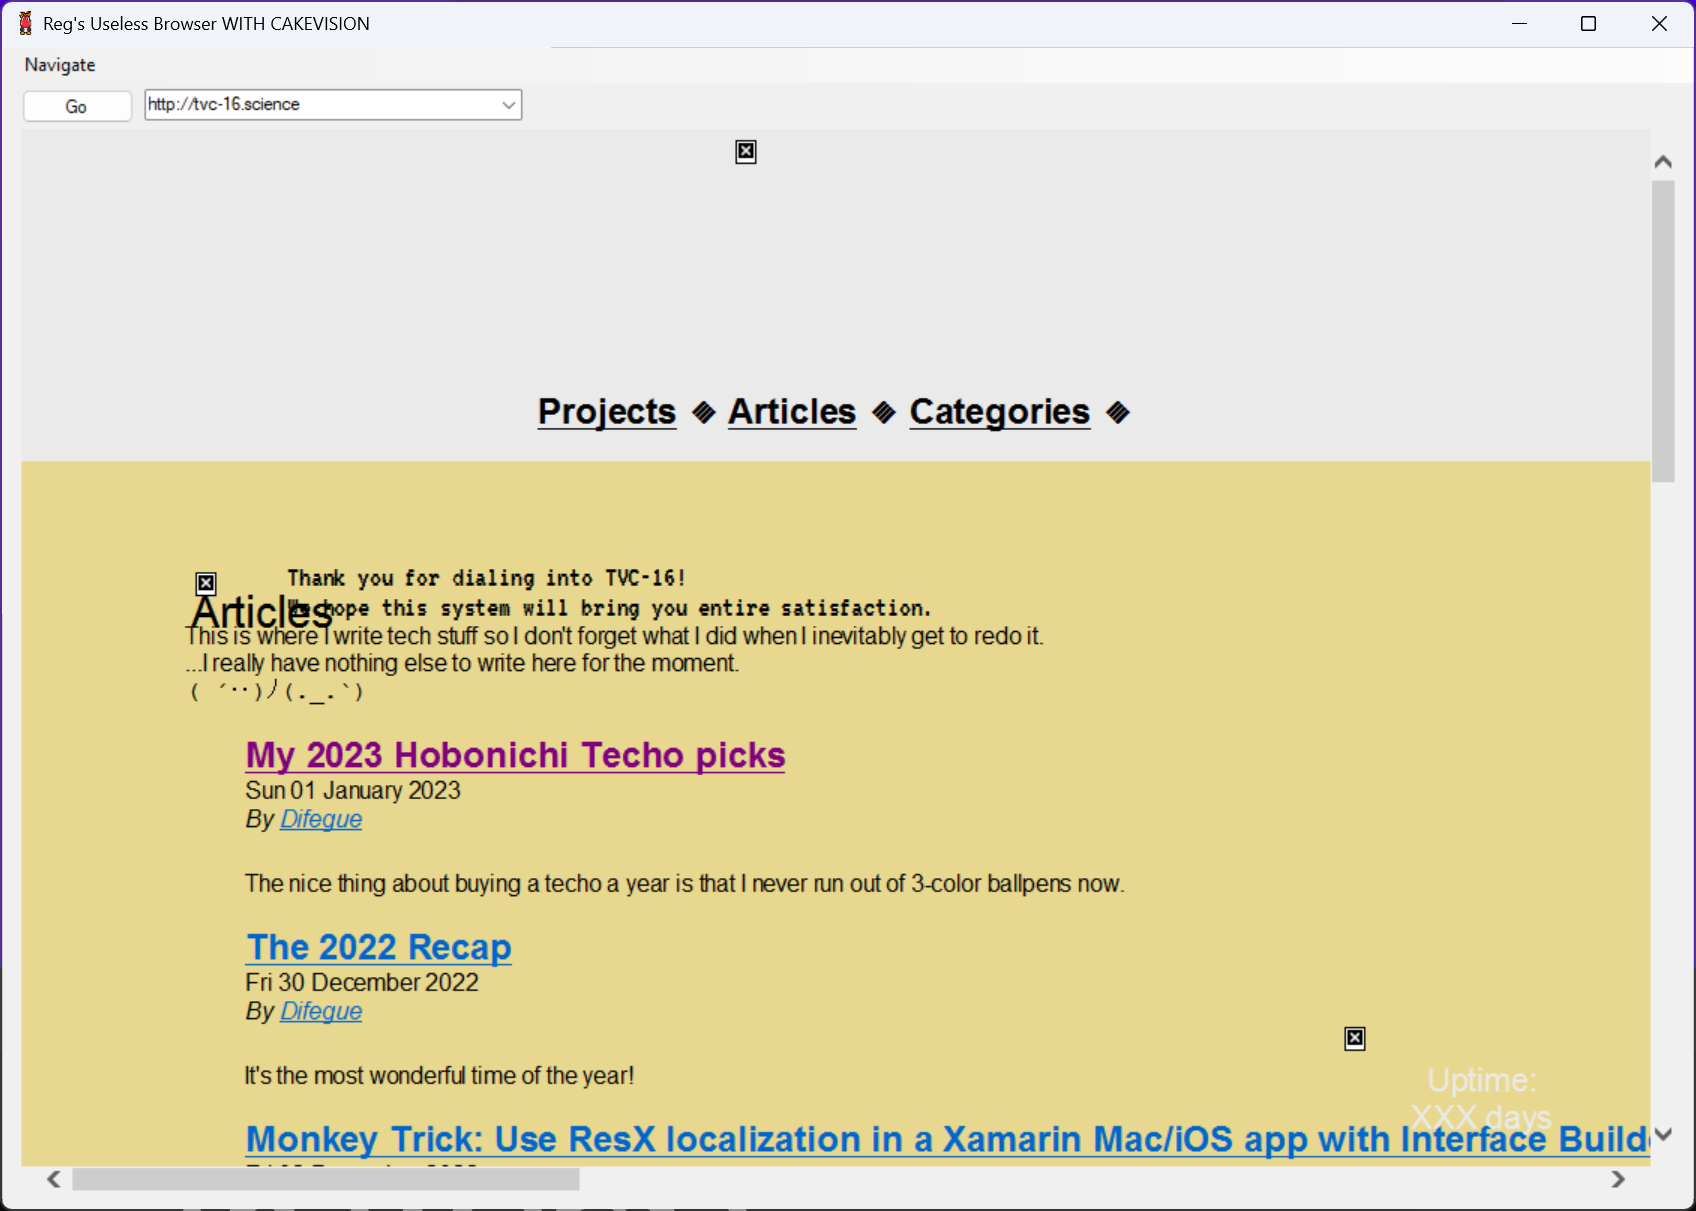 Reg's Useless Browser WITH CAKEVISION
Navigate
Go
http://tvc-16.science
Projects Articles Categories
Thank you for dialing into TVC-16!
hope this system will bring you entire satisfaction.
Articles
This is where I write tech stuff so I don't forget what I did when I inevitably get to redo it.
...I really have nothing else to write here for the moment.
( ´··)ﾉ(._.`)
My 2023 Hobonichi Techo picks
Sun 01 January 2023
By Difegue
The nice thing about buying a techo a year is that I never run out of 3-color ballpens now.
The 2022 Recap
Fri 30 December 2022
By Difegue
It's the most wonderful time of the year!
Uptime:
XXX days
Monkey Trick: Use ResX localization in a Xamarin Mac/iOS app with Interface Build